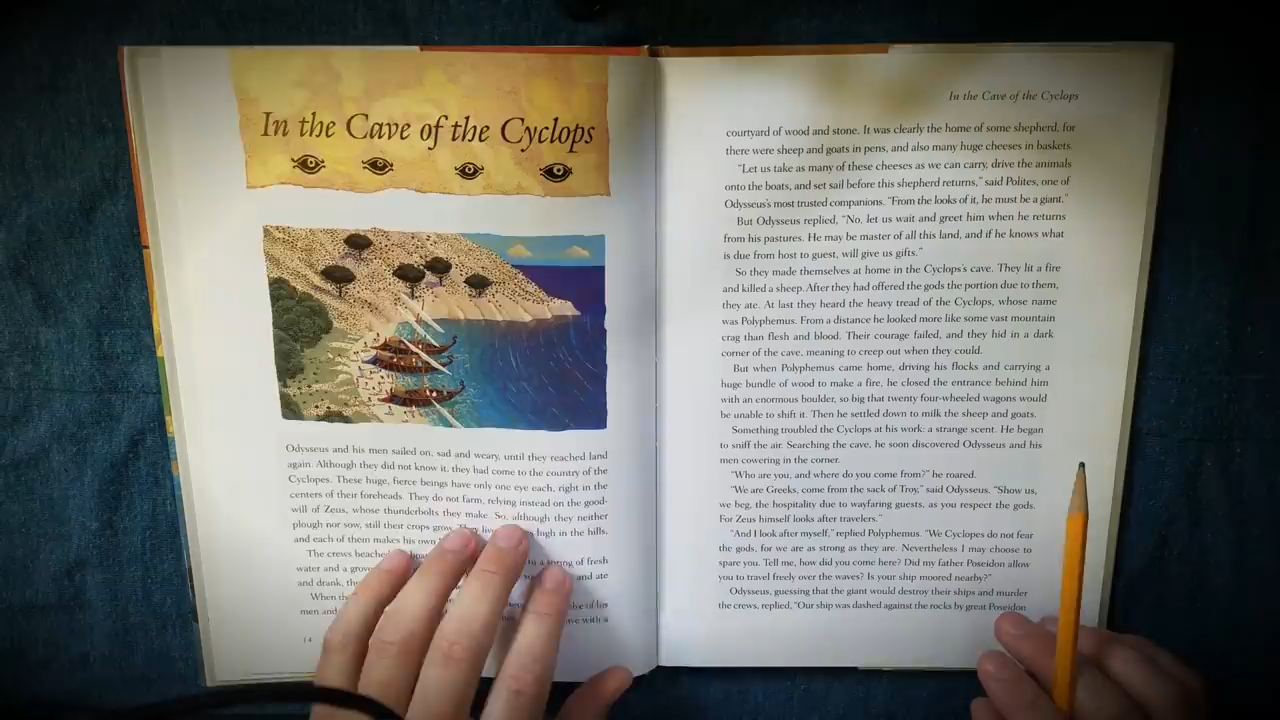 In the Cave of the Cyclops
Odysseus and his men sailed on, sad and weary, until they reached land
again. Although they did not know it, they had come to the country of the
Cyclopes. These huge, fierce beings have only one eye each, right in the
centers of their foreheads. They do not farm, relying instead on the good-
will of Zeus, whose thunderbolts they make. So, although they neither
plough nor sow, still their crops grow. They live high in the hills,
and each of them makes his own
The crews beached a spring of fresh
water and a grove and ate
and drank,
When the of his
men and with a
14
In the Cave of the Cyclops
courtyard of wood and stone. It was clearly the home of some shepherd, for
there were sheep and goats in pens, and also many huge cheeses in baskets.
"Let us take as many of these cheeses as we can carry, drive the animals
onto the boats, and set sail before this shepherd returns," said Polites, one of
Odysseus's most trusted companions. "From the looks of it, he must be a giant."
But Odysseus replied, "No, let us wait and greet him when he returns
from his pastures. He may be master of all this land, and if he knows what
is due from host to guest, will give us gifts."
So they made themselves at home in the Cyclops's cave. They lit a fire
and killed a sheep. After they had offered the gods the portion due to them,
they ate. At last they heard the heavy tread of the Cyclops, whose name
was Polyphemus. From a distance he looked more like some vast mountain
crag than flesh and blood. Their courage failed, and they hid in a dark
corner of the cave, meaning to creep out when they could.
But when Polyphemus came home, driving his flocks and carrying a
huge bundle of wood to make a fire, he closed the entrance behind him
with an enormous boulder, so big that twenty four-wheeled wagons would
be unable to shift it. Then he settled down to milk the sheep and goats.
Something troubled the Cyclops at his work: a strange scent. He began
to sniff the air. Searching the cave, he soon discovered Odysseus and his
men cowering in the corner.
"Who are you, and where do you come from?" he roared.
"We are Greeks, come from the sack of Troy," said Odysseus. "Show us,
we beg, the hospitality due to wayfaring guests, as you respect the gods.
For Zeus himself looks after travelers."
"And I look after myself," replied Polyphemus. "We Cyclopes do not fear
the gods, for we are as strong as they are. Nevertheless I may choose to
spare you. Tell me, how did you come here? Did my father Poseidon allow
you to travel freely over the waves? Is your ship moored nearby?"
Odysseus, guessing that the giant would destroy their ships and murder
the crews, replied, "Our ship was dashed against the rocks by great Poseidon